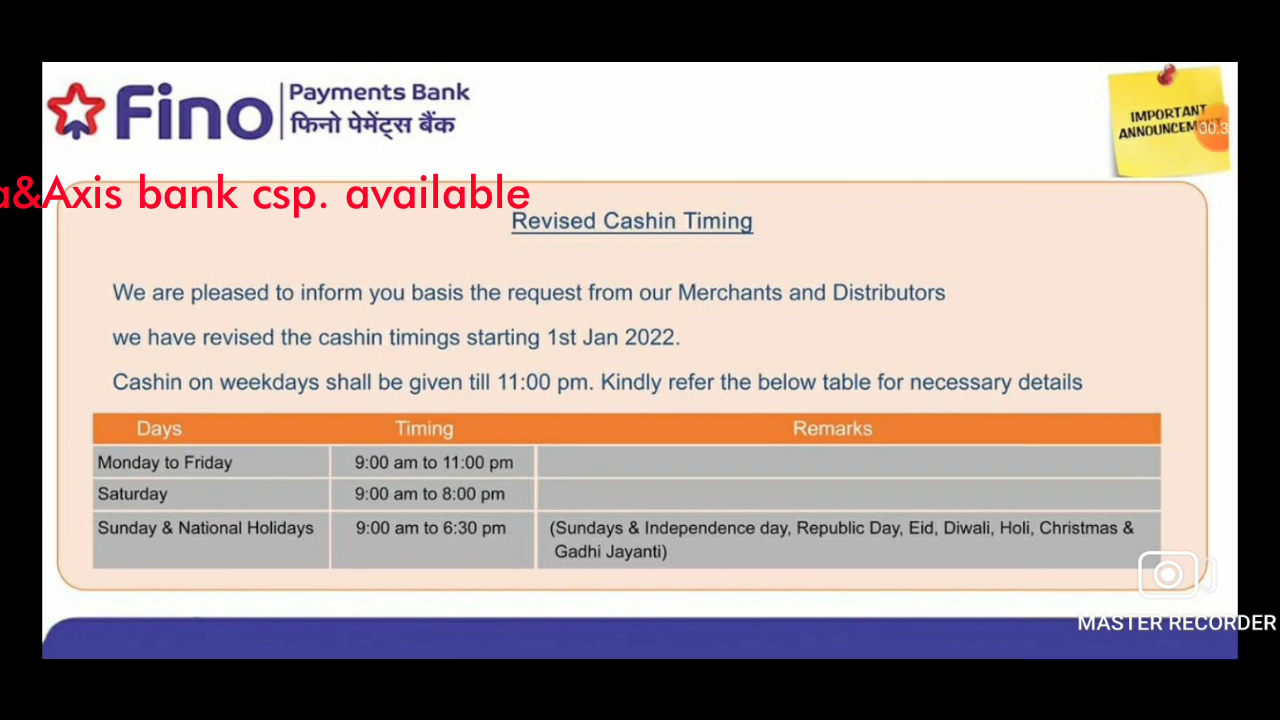 Fino
Payments Bank
फिनो पेमेंट्स बैंक
IMPORTANT
00:3
a&Axis bank csp. available
Revised Cashin Timing
We are pleased to inform you basis the request from our Merchants and Distributors
we have revised the cashin timings starting 1st Jan 2022.
Cashin on weekdays shall be given till 11:00 pm. Kindly refer the below table for necessary details
Days Timing Remarks
Monday to Friday 9:00 am to 11:00 pm
Saturday 9:00 am to 8:00 pm
Sunday & National Holidays 9:00 am to 6:30 pm (Sundays & Independence day, Republic Day, Eid, Diwali, Holi, Christmas &
Gadhi Jayanti)
MASTER RECORDER